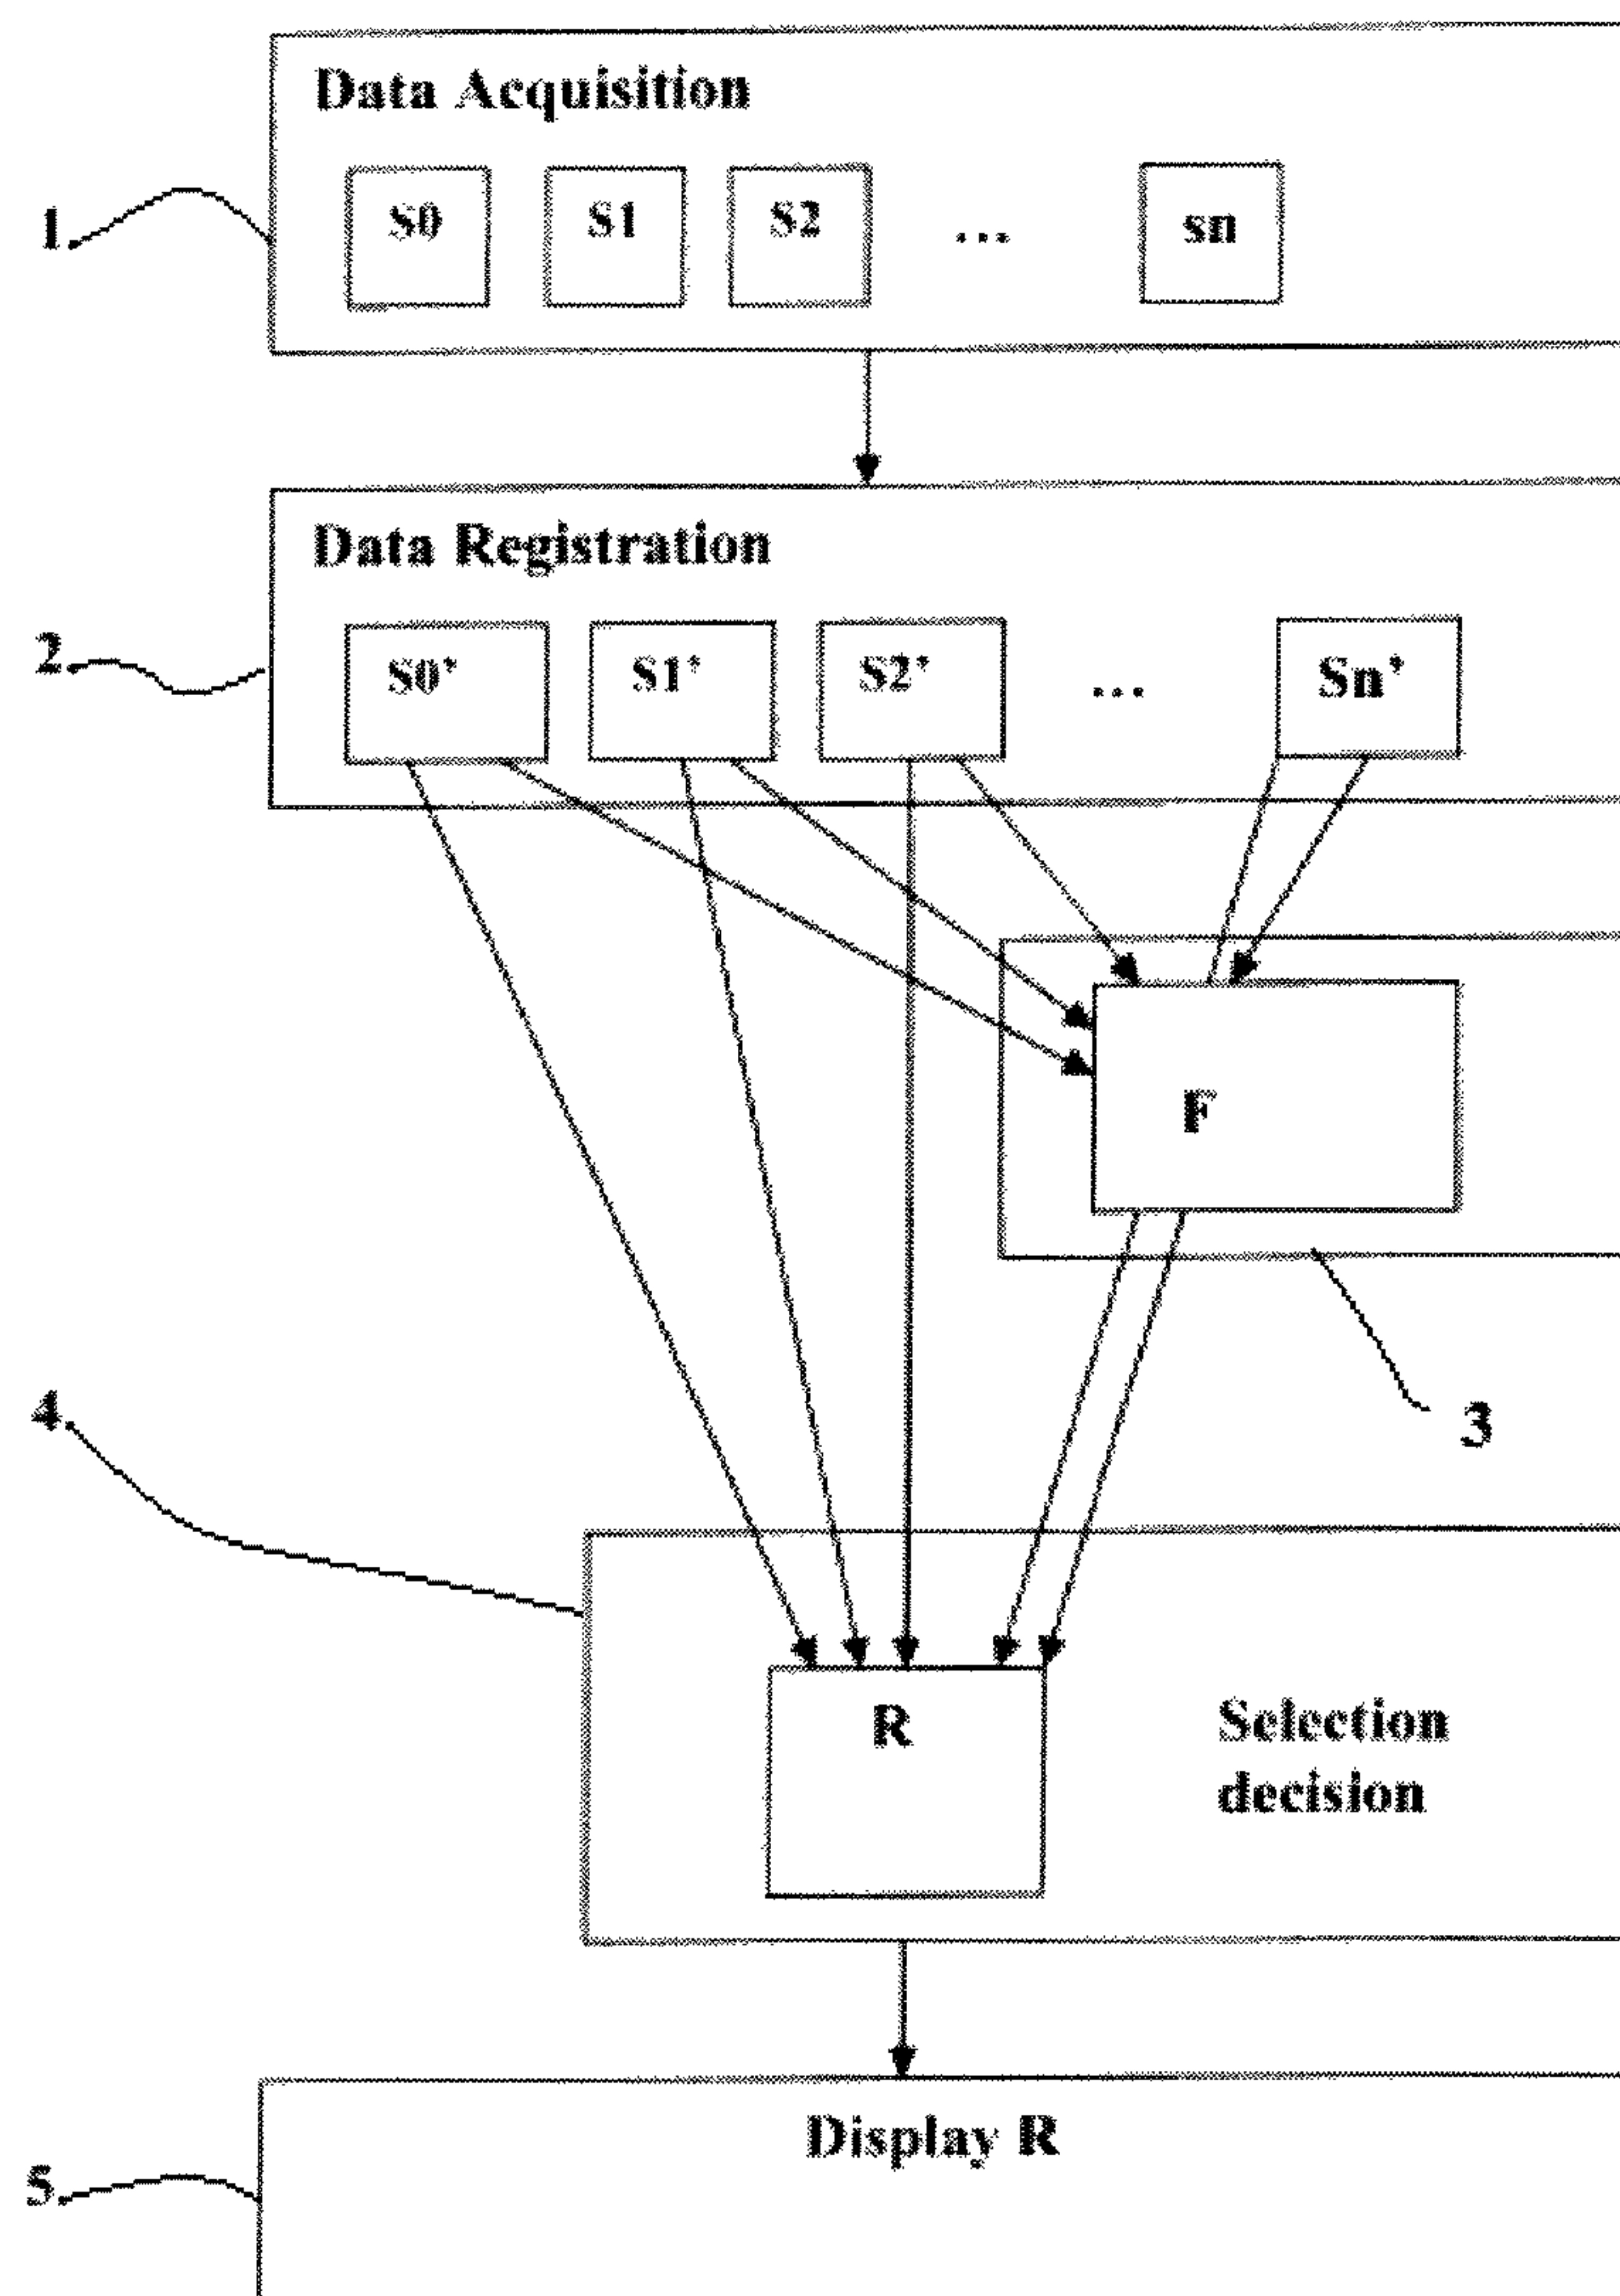 Data Acquisition
1
S0 S1 S2 ... sn
Data Registration
2
S0' S1' S2' ... Sn'
F
3
4
R
Selection
decision
Display R
5